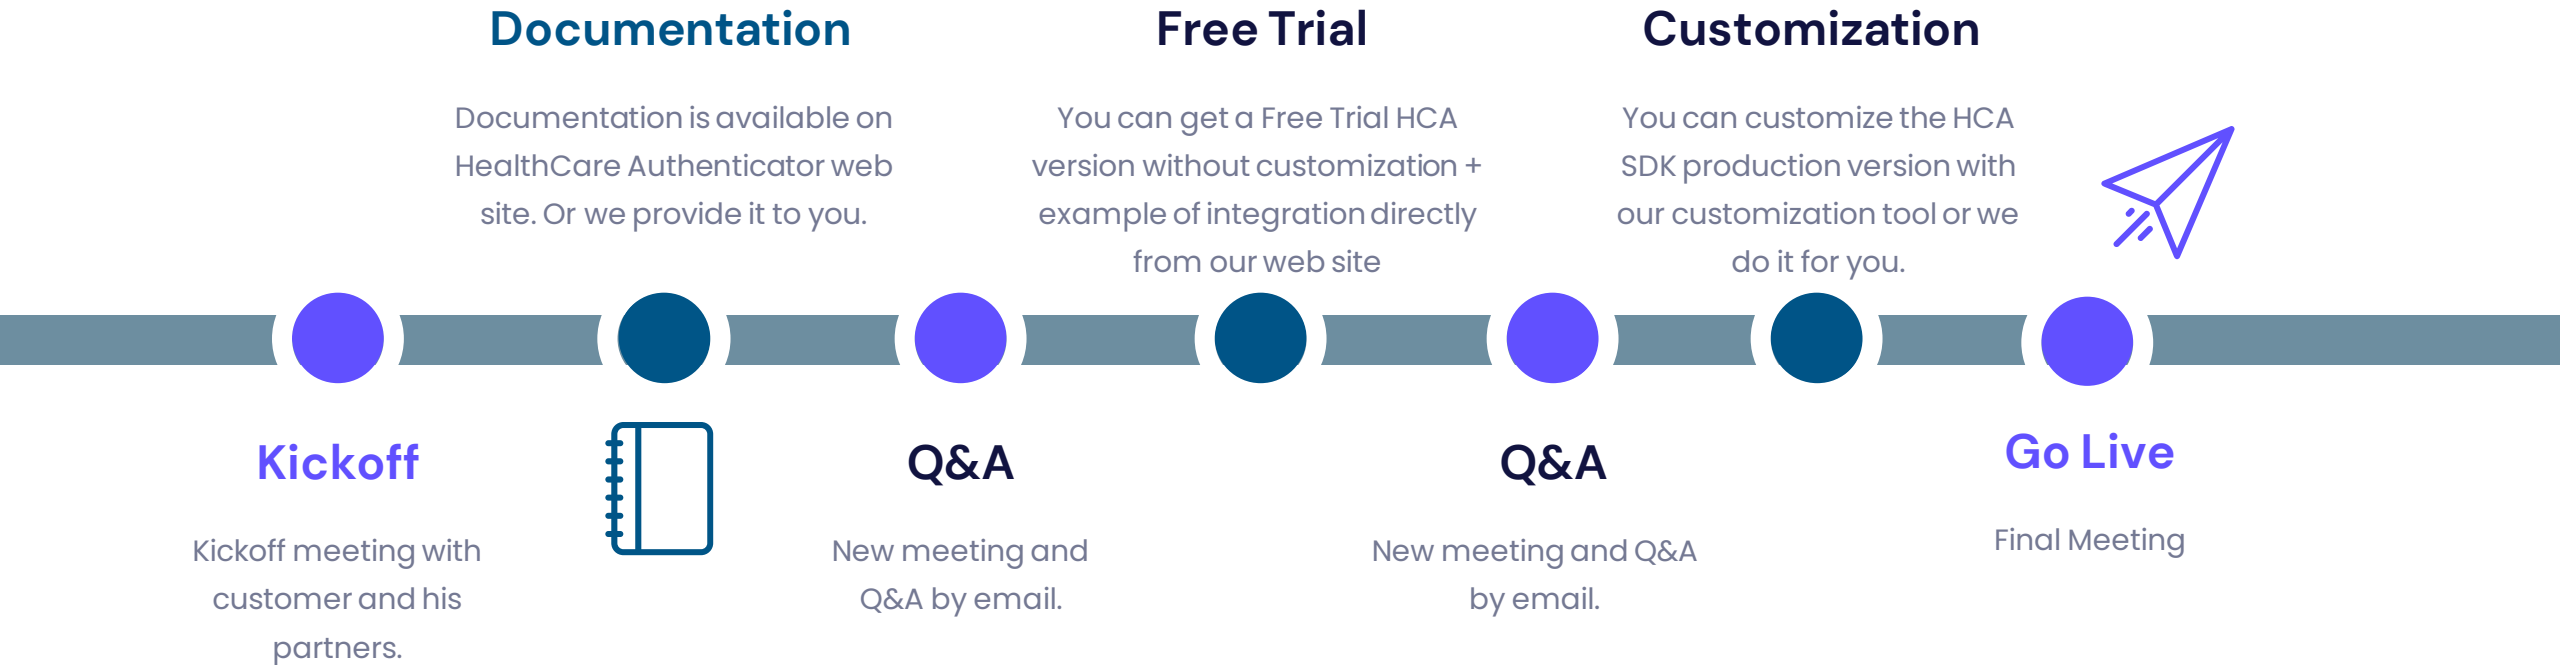 Documentation
Documentation is available on
HealthCare Authenticator web
site. Or we provide it to you.
Free Trial
You can get a Free Trial HCA
version without customization +
example of integration directly
from our web site
Customization
You can customize the HCA
SDK production version with
our customization tool or we
do it for you.
Kickoff
Kickoff meeting with
customer and his
partners.
Q&A
New meeting and
Q&A by email.
Q&A
New meeting and Q&A
by email.
Go Live
Final Meeting